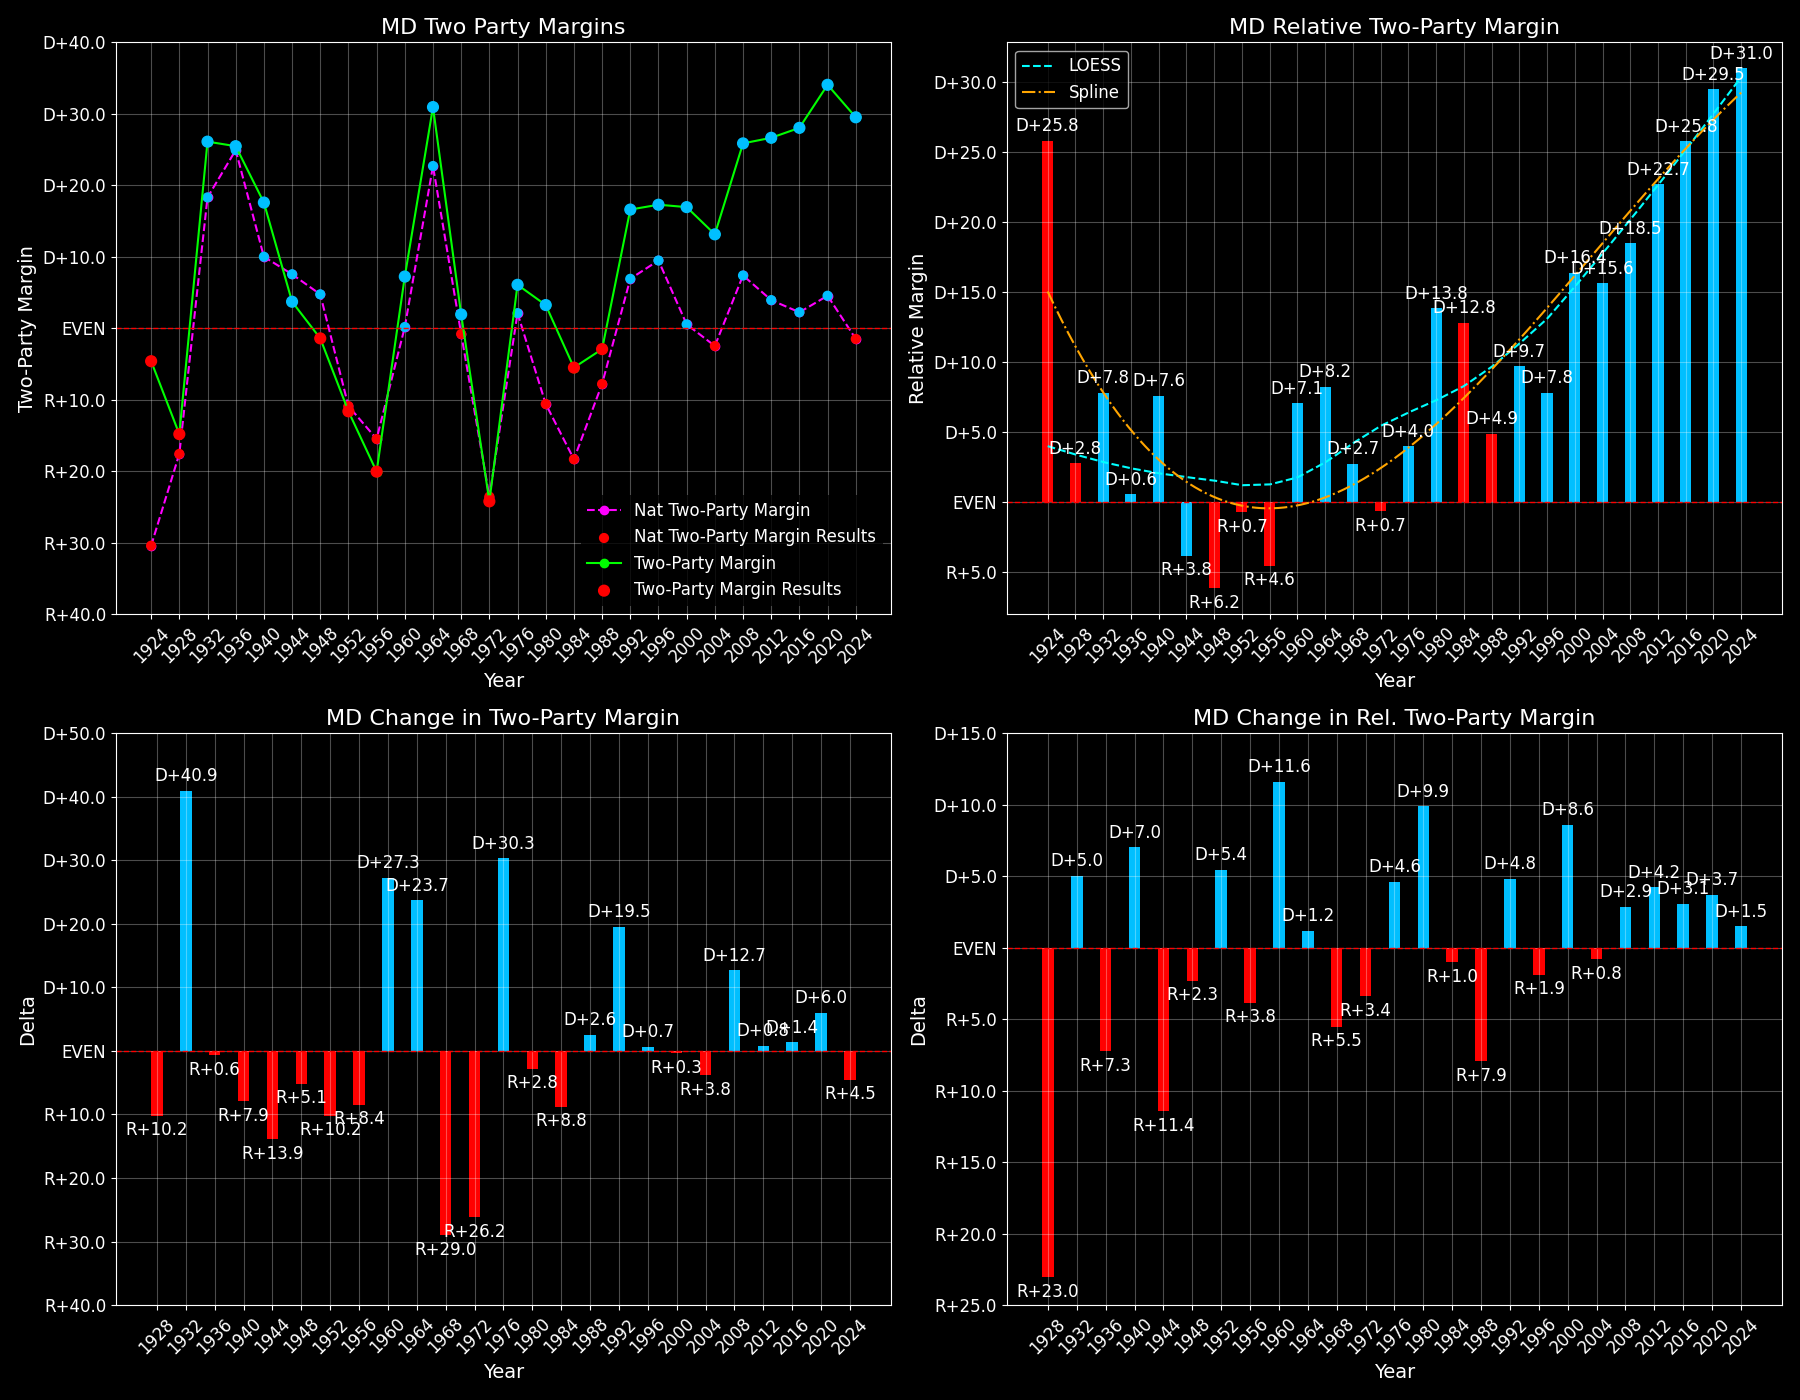 MD Two Party Margins
Two-Party Margin
D+40.0
D+30.0
D+20.0
D+10.0
EVEN
R+10.0
R+20.0
R+30.0
R+40.0
Nat Two-Party Margin
Nat Two-Party Margin Results
Two-Party Margin
Two-Party Margin Results
1924 1928 1932 1936 1940 1944 1948 1952 1956 1960 1964 1968 1972 1976 1980 1984 1988 1992 1996 2000 2004 2008 2012 2016 2020 2024
Year
MD Relative Two-Party Margin
Relative Margin
D+30.0
D+25.0
D+20.0
D+15.0
D+10.0
D+5.0
EVEN
R+5.0
LOESS
Spline
D+25.8 D+2.8 D+7.8 D+0.6 D+7.6 R+3.8 R+6.2 R+0.7 R+4.6 D+7.1 D+8.2 D+2.7 R+0.7 D+4.0 D+13.8 D+12.8 D+4.9 D+9.7 D+7.8 D+16.4 D+15.6 D+18.5 D+22.7 D+25.8 D+29.5 D+31.0
1924 1928 1932 1936 1940 1944 1948 1952 1956 1960 1964 1968 1972 1976 1980 1984 1988 1992 1996 2000 2004 2008 2012 2016 2020 2024
Year
MD Change in Two-Party Margin
Delta
D+50.0
D+40.0
D+30.0
D+20.0
D+10.0
EVEN
R+10.0
R+20.0
R+30.0
R+40.0
R+10.2 D+40.9 R+0.6 R+7.9 R+13.9 R+5.1 R+10.2 R+8.4 D+27.3 D+23.7 R+29.0 R+26.2 D+30.3 R+2.8 R+8.8 D+2.6 D+19.5 D+0.7 R+0.3 R+3.8 D+12.7 D+0.8 D+1.4 D+6.0 R+4.5
1928 1932 1936 1940 1944 1948 1952 1956 1960 1964 1968 1972 1976 1980 1984 1988 1992 1996 2000 2004 2008 2012 2016 2020 2024
Year
MD Change in Rel. Two-Party Margin
Delta
D+15.0
D+10.0
D+5.0
EVEN
R+5.0
R+10.0
R+15.0
R+20.0
R+25.0
R+23.0 D+5.0 R+7.3 D+7.0 R+11.4 R+2.3 D+5.4 R+3.8 D+11.6 D+1.2 R+5.5 R+3.4 D+4.6 D+9.9 R+1.0 R+7.9 D+4.8 R+1.9 D+8.6 R+0.8 D+2.9 D+4.2 D+3.1 D+3.7 D+1.5
1928 1932 1936 1940 1944 1948 1952 1956 1960 1964 1968 1972 1976 1980 1984 1988 1992 1996 2000 2004 2008 2012 2016 2020 2024
Year